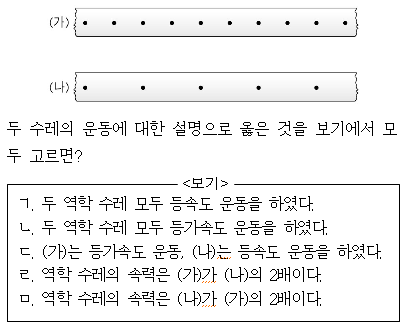 (가)
(나)
두 수레의 운동에 대한 설명으로 옳은 것을 보기에서 모
두 고르면?
<보기>
ㄱ. 두 역학 수레 모두 등속도 운동을 하였다.
ㄴ. 두 역학 수레 모두 등가속도 운동을 하였다.
ㄷ. (가)는 등가속도 운동, (나)는 등속도 운동을 하였다.
ㄹ. 역학 수레의 속력은 (가)가 (나)의 2배이다.
ㅁ. 역학 수레의 속력은 (나)가 (가)의 2배이다.